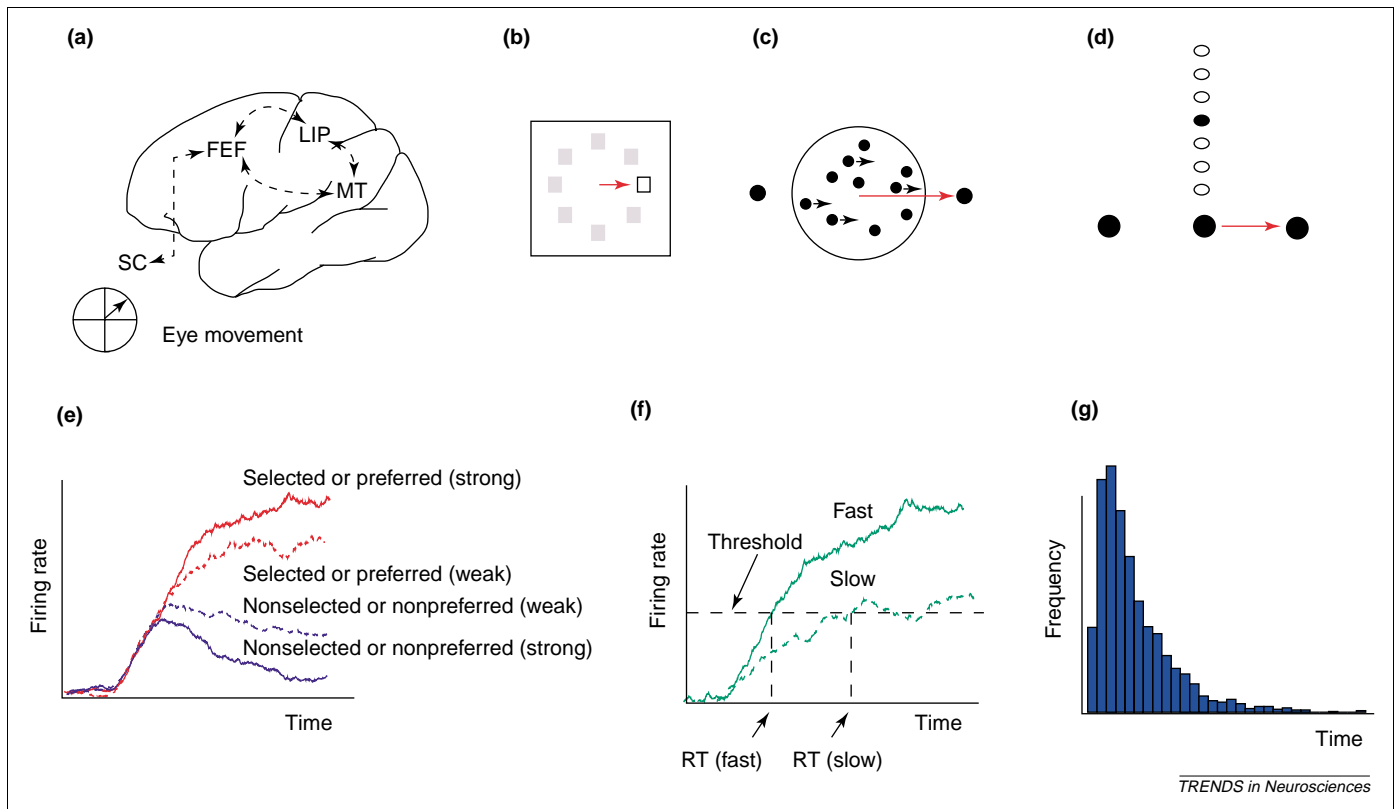 (a)
(b)
(c)
(d)
LIP
FEF
MT
SC
Eye movement
(e)
(f)
(g)
Selected or preferred (strong)
Selected or preferred (weak)
Nonselected or nonpreferred (weak)
Nonselected or nonpreferred (strong)
Firing rate
Time
Fast
Threshold
Slow
Firing rate
Time
RT (fast)
RT (slow)
Frequency
Time
TRENDS in Neurosciences